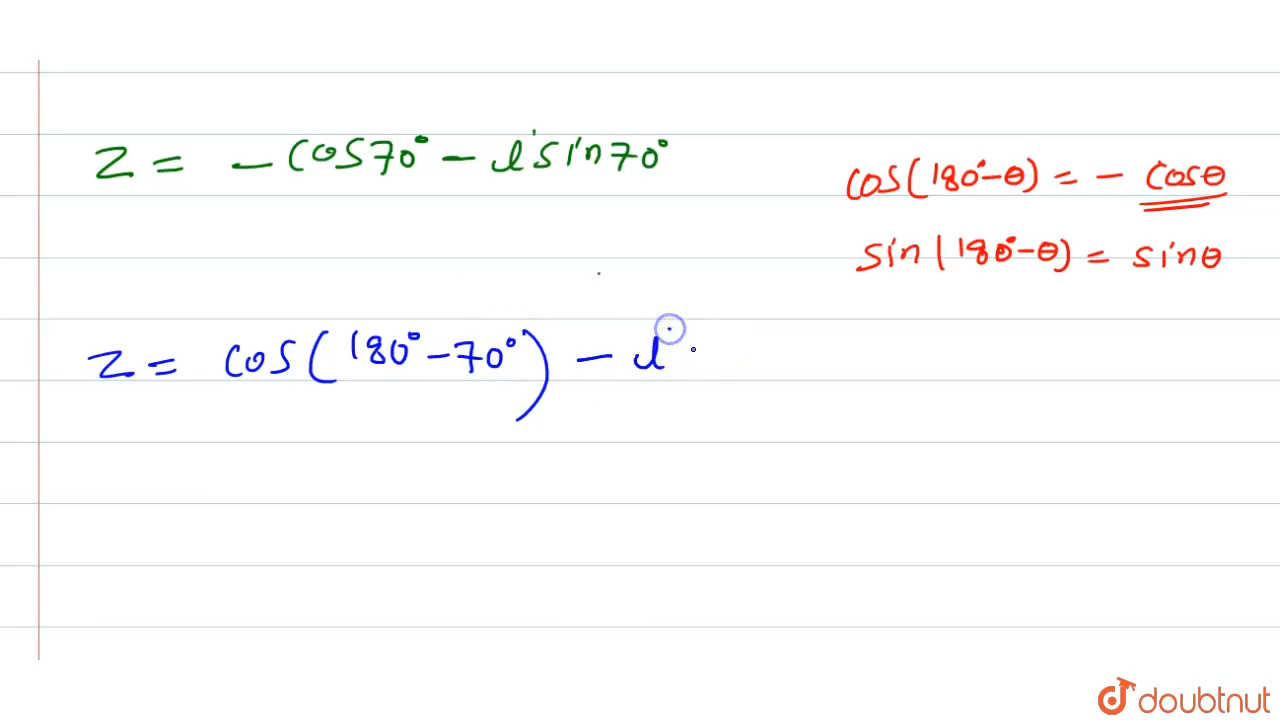 z = - cos70° - i sin70°
cos(180°-θ) = - cosθ
sin(180°-θ) = sinθ
z = cos(180°-70°) - i
doubtnut